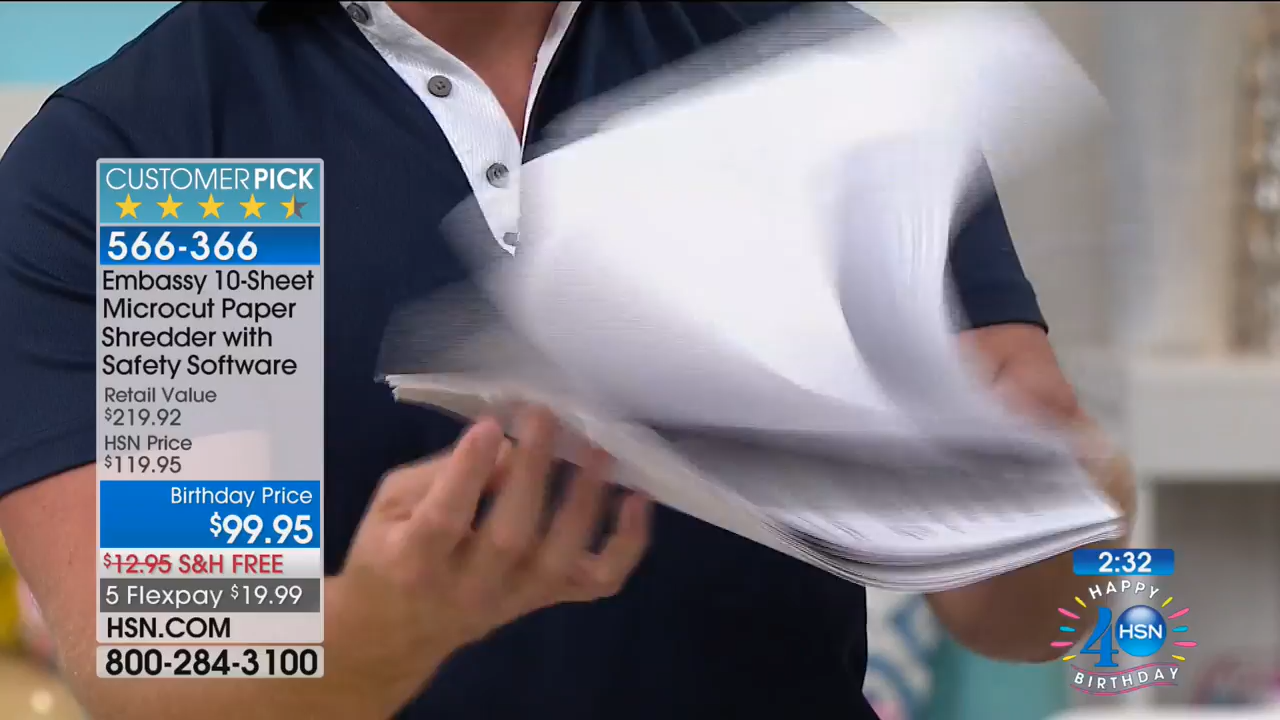 CUSTOMERPICK
566-366
Embassy 10-Sheet
Microcut Paper
Shredder with
Safety Software
Retail Value
$219.92
HSN Price
$119.95
Birthday Price
$99.95
$12.95 S&H FREE
5 Flexpay $19.99
HSN.COM
800-284-3100
2:32
HAPPY
40 HSN
BIRTHDAY